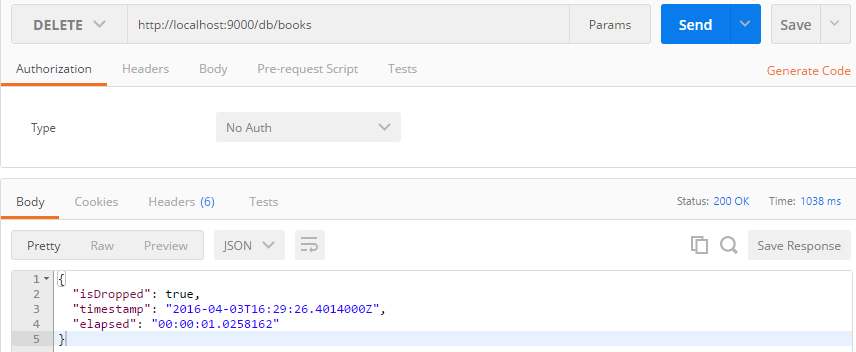 DELETE http://localhost:9000/db/books Params Send Save
Authorization Headers Body Pre-request Script Tests Generate Code
Type No Auth
Body Cookies Headers (6) Tests Status: 200 OK Time: 1038 ms
Pretty Raw Preview JSON Save Response
1 {
2 "isDropped": true,
3 "timestamp": "2016-04-03T16:29:26.4014000Z",
4 "elapsed": "00:00:01.0258162"
5 }